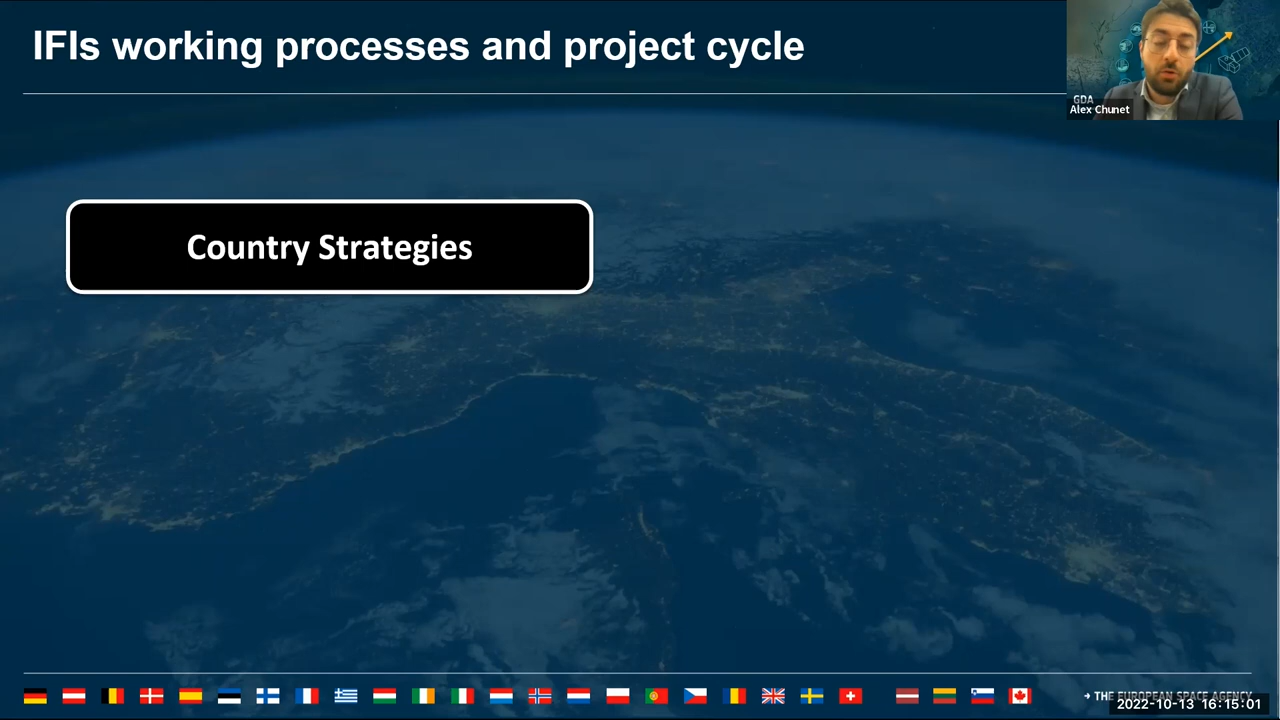 IFIs working processes and project cycle
GDA
Alex Chunet
Country Strategies
→ THE EUROPEAN SPACE AGENCY
2022-10-13 16:15:01